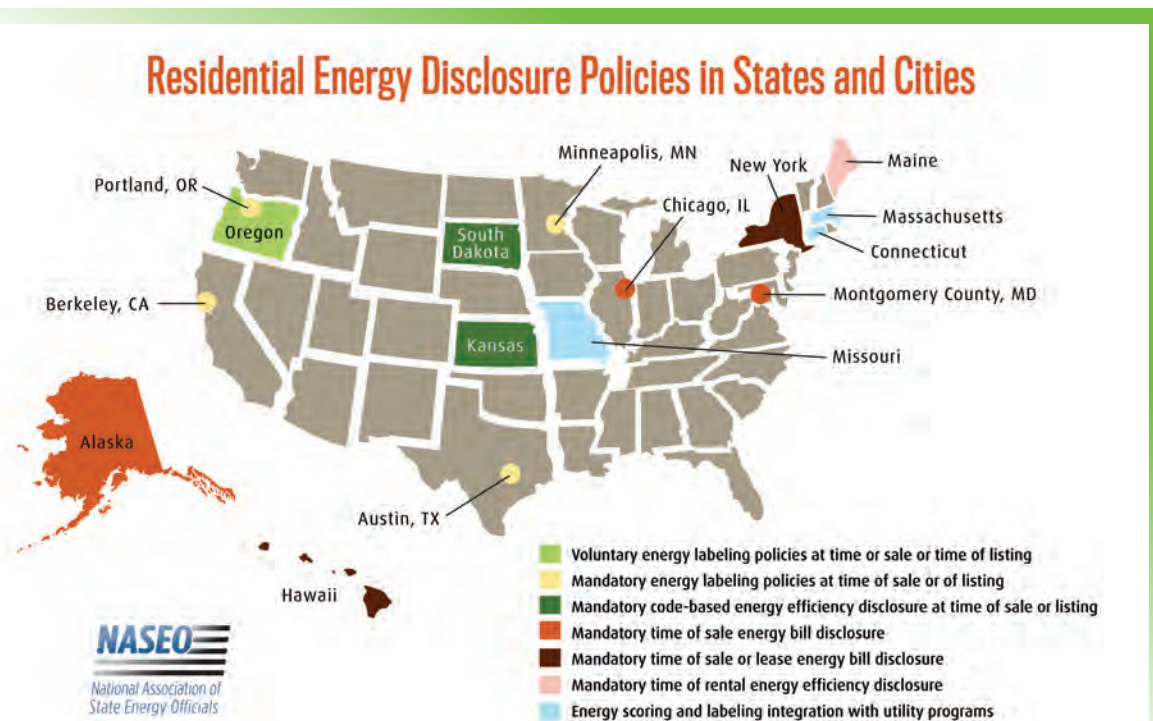 Residential Energy Disclosure Policies in States and Cities
Minneapolis, MN
New York
Maine
Portland, OR
Chicago, IL
Massachusetts
Oregon
South
Dakota
Connecticut
Berkeley, CA
Montgomery County, MD
Kansas
Missouri
Alaska
Austin, TX
Hawaii
Voluntary energy labeling policies at time or sale or time of listing
Mandatory energy labeling policies at time of sale or of listing
Mandatory code-based energy efficiency disclosure at time of sale or listing
Mandatory time of sale energy bill disclosure
Mandatory time of sale or lease energy bill disclosure
Mandatory time of rental energy efficiency disclosure
Energy scoring and labeling integration with utility programs
NASEO
National Association of
State Energy Officials